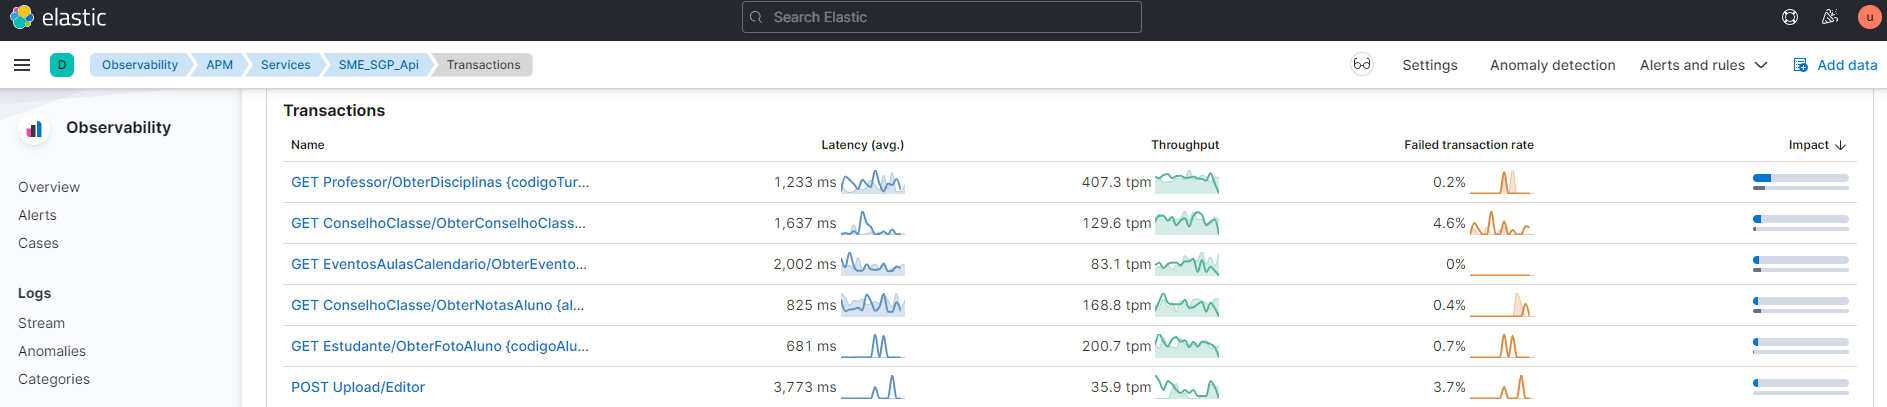 elastic
Search Elastic
u
D
Observability APM Services SME_SGP_Api Transactions
Settings Anomaly detection Alerts and rules Add data
Observability
Overview
Alerts
Cases
Logs
Stream
Anomalies
Categories
Transactions
Name Latency (avg.) Throughput Failed transaction rate Impact
GET Professor/ObterDisciplinas {codigoTur... 1,233 ms 407.3 tpm 0.2%
GET ConselhoClasse/ObterConselhoClass... 1,637 ms 129.6 tpm 4.6%
GET EventosAulasCalendario/ObterEvento... 2,002 ms 83.1 tpm 0%
GET ConselhoClasse/ObterNotasAluno {al... 825 ms 168.8 tpm 0.4%
GET Estudante/ObterFotoAluno {codigoAlu... 681 ms 200.7 tpm 0.7%
POST Upload/Editor 3,773 ms 35.9 tpm 3.7%